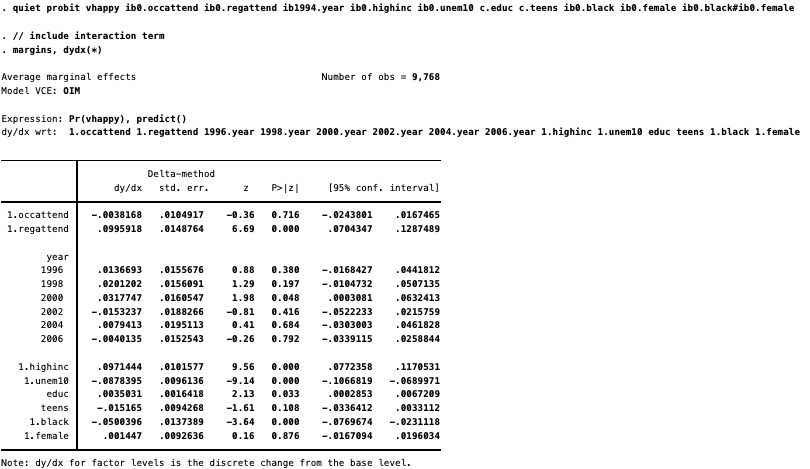 . quiet probit vhappy ib0.occattend ib0.regattend ib1994.year ib0.highinc ib0.unem10 c.educ c.teens ib0.black ib0.female ib0.black#ib0.female
. // include interaction term
. margins, dydx(*)
Average marginal effects Number of obs = 9,768
Model VCE: OIM
Expression: Pr(vhappy), predict()
dy/dx wrt: 1.occattend 1.regattend 1996.year 1998.year 2000.year 2002.year 2004.year 2006.year 1.highinc 1.unem10 educ teens 1.black 1.female
Delta-method
dy/dx std. err. z P>|z| [95% conf. interval]
1.occattend -.0038168 .0104917 -0.36 0.716 -.0243801 .0167465
1.regattend .0995918 .0148764 6.69 0.000 .0704347 .1287489
year
1996 .0136693 .0155676 0.88 0.380 -.0168427 .0441812
1998 .0201202 .0156091 1.29 0.197 -.0104732 .0507135
2000 .0317747 .0160547 1.98 0.048 .0003081 .0632413
2002 -.0153237 .0188266 -0.81 0.416 -.0522233 .0215759
2004 .0079413 .0195113 0.41 0.684 -.0303003 .0461828
2006 -.0040135 .0152543 -0.26 0.792 -.0339115 .0258844
1.highinc .0971444 .0101577 9.56 0.000 .0772358 .1170531
1.unem10 -.0878395 .0096136 -9.14 0.000 -.1066819 -.0689971
educ .0035031 .0016418 2.13 0.033 .0002853 .0067209
teens -.015165 .0094268 -1.61 0.108 -.0336412 .0033112
1.black -.0500396 .0137389 -3.64 0.000 -.0769674 -.0231118
1.female .001447 .0092636 0.16 0.876 -.0167094 .0196034
Note: dy/dx for factor levels is the discrete change from the base level.